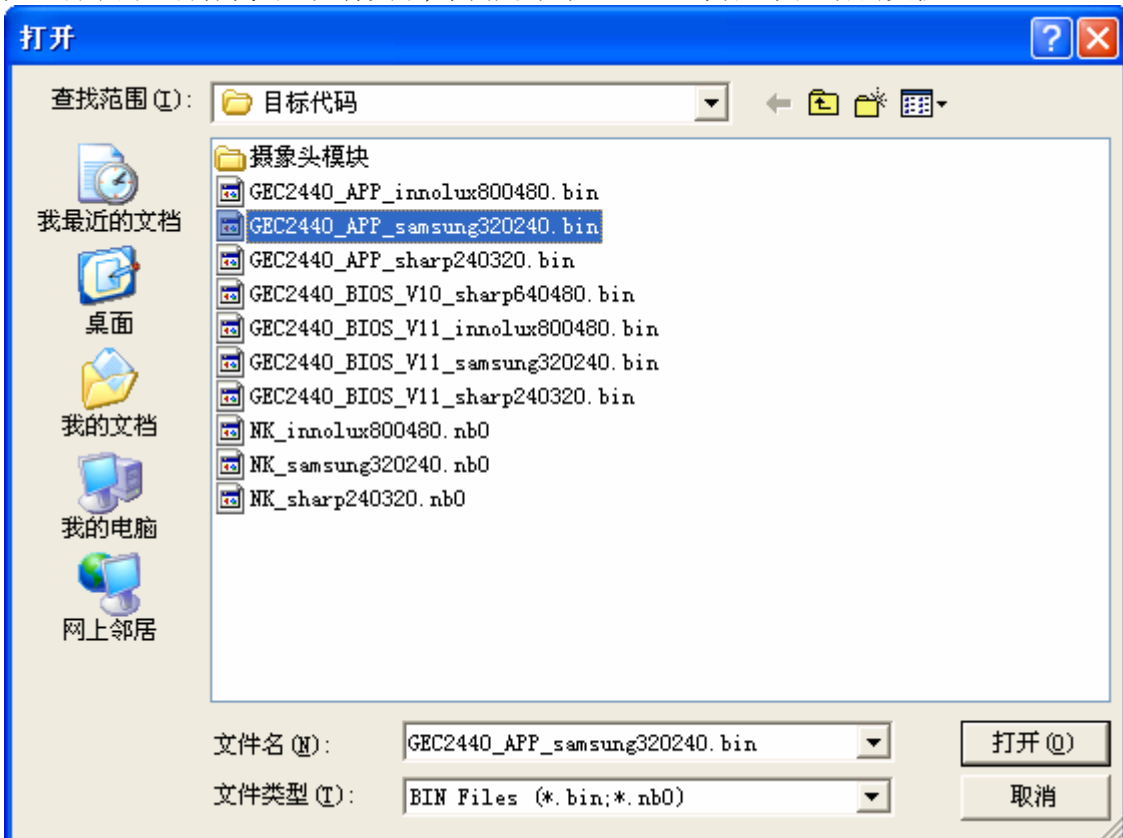 打开
查找范围(I):
目标代码
摄象头模块
GEC2440_APP_innolux800480.bin
GEC2440_APP_samsung320240.bin
GEC2440_APP_sharp240320.bin
GEC2440_BIOS_V10_sharp640480.bin
GEC2440_BIOS_V11_innolux800480.bin
GEC2440_BIOS_V11_samsung320240.bin
GEC2440_BIOS_V11_sharp240320.bin
NK_innolux800480.nb0
NK_samsung320240.nb0
NK_sharp240320.nb0
我最近的文档
桌面
我的文档
我的电脑
网上邻居
文件名(N):
GEC2440_APP_samsung320240.bin
打开(O)
文件类型(T):
BIN Files (*.bin;*.nb0)
取消